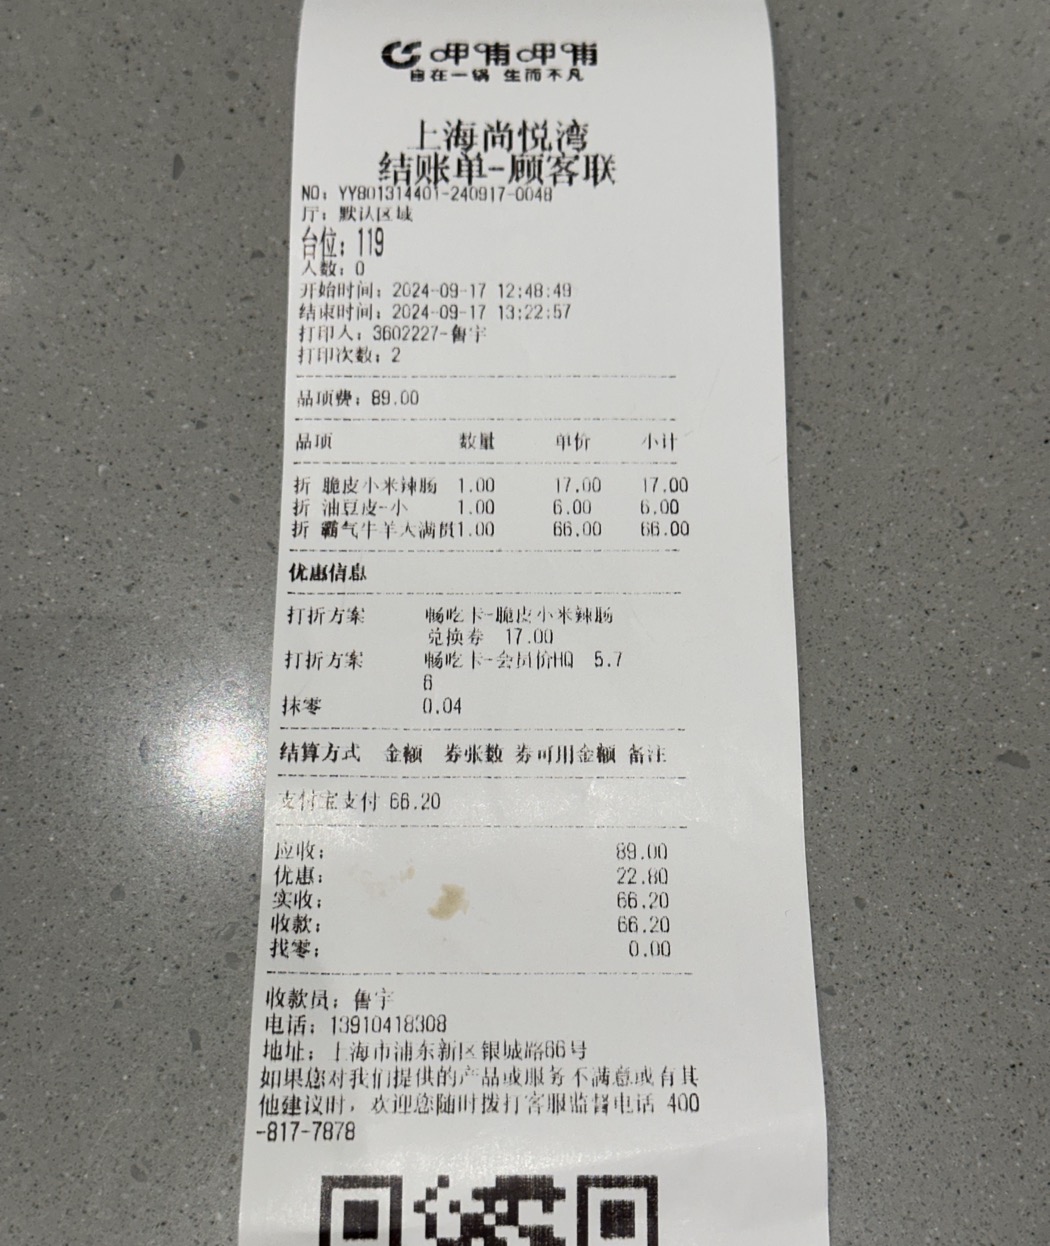 呷哺呷哺
自在一锅 生而不凡
上海尚悦湾
结账单-顾客联
NO: YY801314401-240917-0048
厅: 默认区域
台位: 119
人数: 0
开始时间: 2024-09-17 12:48:49
结束时间: 2024-09-17 13:22:57
打印人: 3602227-鲁宇
打印次数: 2
品项费: 89.00
品项 数量 单价 小计
折 脆皮小米辣肠 1.00 17.00 17.00
折 油豆皮-小 1.00 6.00 6.00
折 霸气牛羊大满贯1.00 66.00 66.00
优惠信息
打折方案 畅吃卡-脆皮小米辣肠
兑换券 17.00
打折方案 畅吃卡-会员价HQ 5.7
6
抹零 0.04
结算方式 金额 券张数 券可用金额 备注
支付宝支付 66.20
应收: 89.00
优惠: 22.80
实收: 66.20
收款: 66.20
找零: 0.00
收款员: 鲁宇
电话: 13910418308
地址: 上海市浦东新区银城路66号
如果您对我们提供的产品或服务不满意或有其
他建议时, 欢迎您随时拨打客服监督电话 400
-817-7878